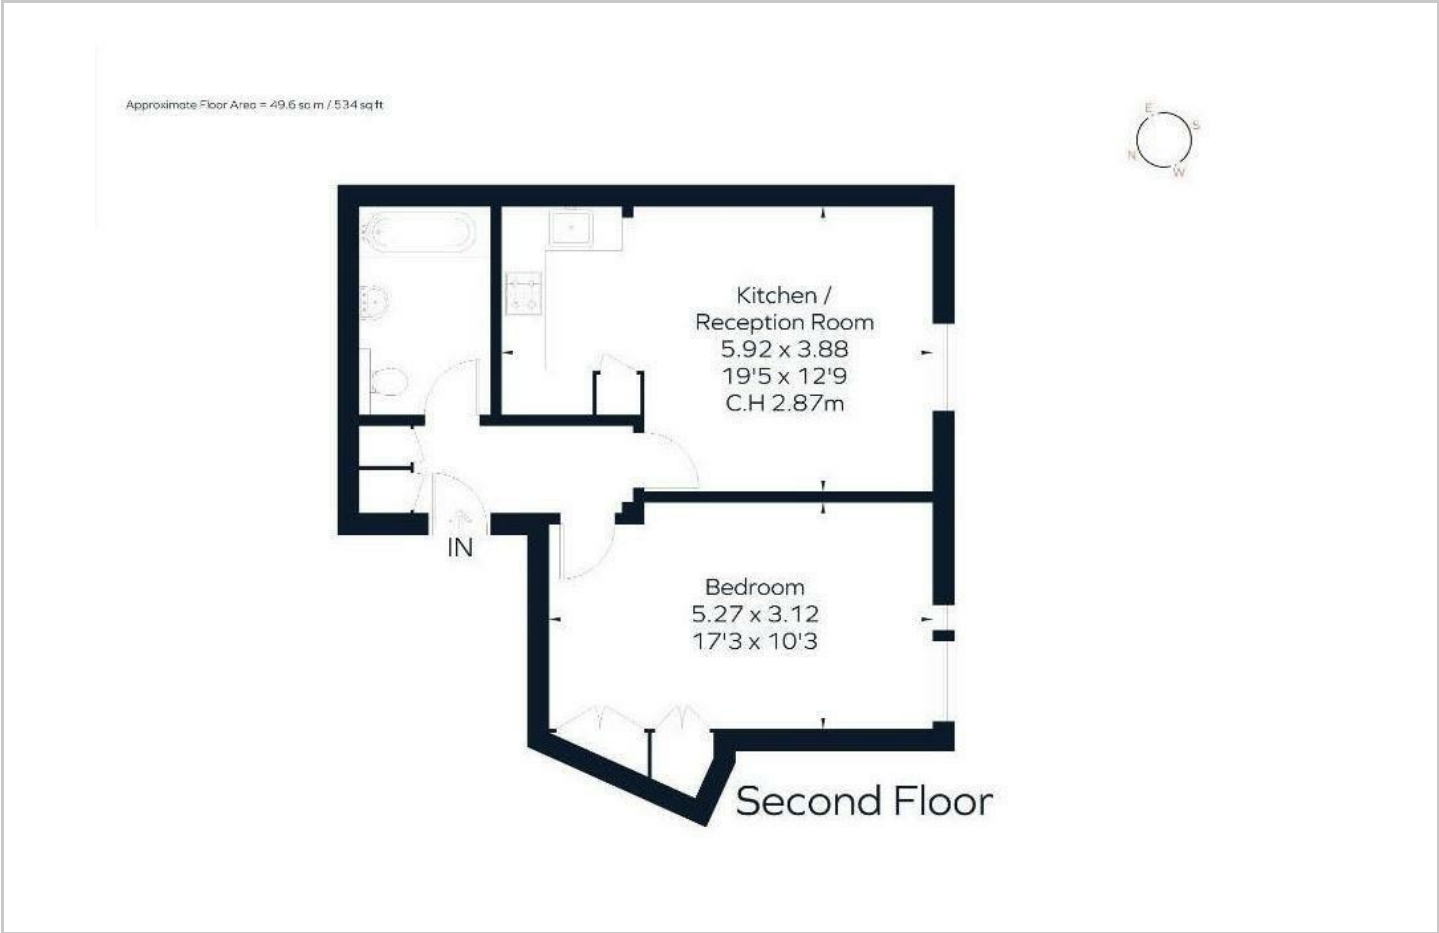 Approximate Floor Area = 49.6 sq m / 534 sq ft
E
S
N
W
Kitchen /
Reception Room
5.92 x 3.88
19'5 x 12'9
C.H 2.87m
IN
Bedroom
5.27 x 3.12
17'3 x 10'3
Second Floor